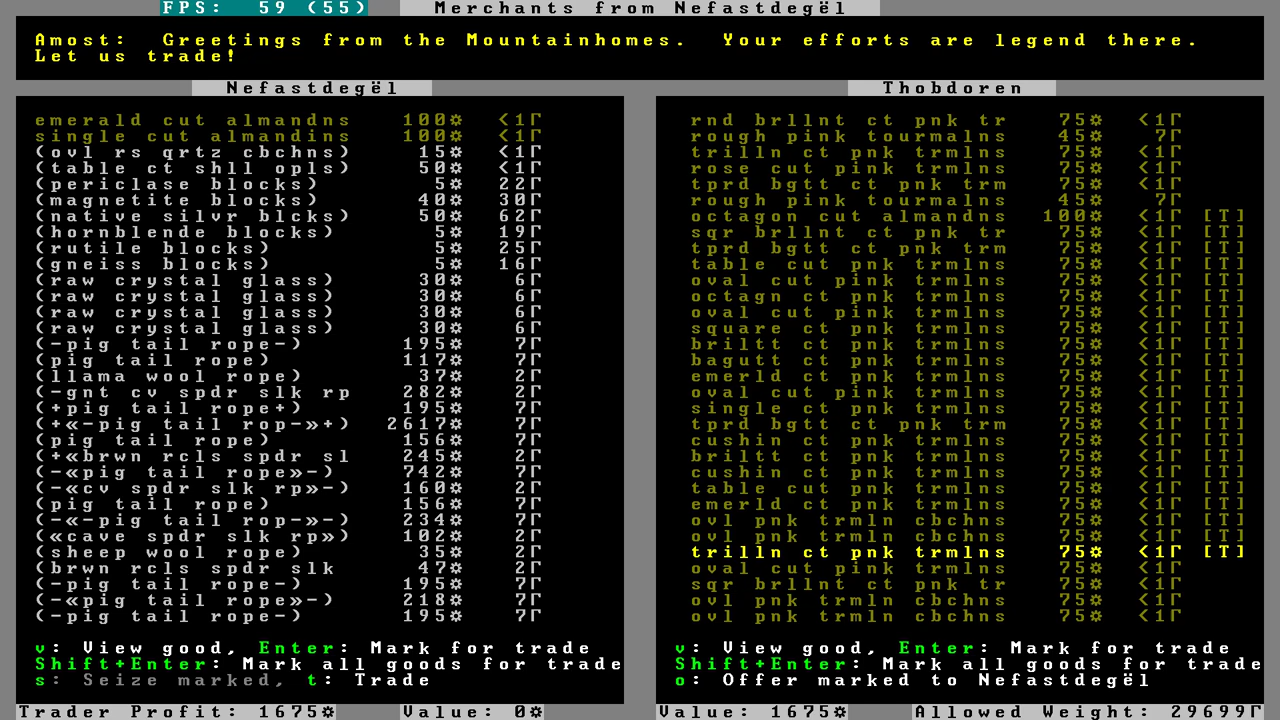 FPS: 59 (55) Merchants from Nefastdegël
Amost: Greetings from the Mountainhomes. Your efforts are legend there.
Let us trade!
Nefastdegël
emerald cut almandns 100☼ <1Γ
single cut almandins 100☼ <1Γ
(ovl rs qrtz cbchns) 15☼ <1Γ
(table ct shll opls) 50☼ <1Γ
(periclase blocks) 5☼ 22Γ
(magnetite blocks) 40☼ 30Γ
(native silvr blcks) 50☼ 62Γ
(hornblende blocks) 5☼ 19Γ
(rutile blocks) 5☼ 25Γ
(gneiss blocks) 5☼ 16Γ
(raw crystal glass) 30☼ 6Γ
(raw crystal glass) 30☼ 6Γ
(raw crystal glass) 30☼ 6Γ
(raw crystal glass) 30☼ 6Γ
(-pig tail rope-) 195☼ 7Γ
(pig tail rope) 117☼ 7Γ
(llama wool rope) 37☼ 2Γ
(-gnt cv spdr slk rp 282☼ 2Γ
(+pig tail rope+) 195☼ 7Γ
(+«-pig tail rop-»+) 2617☼ 7Γ
(pig tail rope) 156☼ 7Γ
(+«brwn rcls spdr sl 245☼ 2Γ
(-«pig tail rope»-) 742☼ 7Γ
(-«cv spdr slk rp»-) 160☼ 2Γ
(pig tail rope) 156☼ 7Γ
(-«-pig tail rop-»-) 234☼ 7Γ
(«cave spdr slk rp») 102☼ 2Γ
(sheep wool rope) 35☼ 2Γ
(brwn rcls spdr slk 47☼ 2Γ
(-pig tail rope-) 195☼ 7Γ
(-«pig tail rope»-) 218☼ 7Γ
(-pig tail rope-) 195☼ 7Γ
v: View good, Enter: Mark for trade
Shift+Enter: Mark all goods for trade
s: Seize marked, t: Trade
Trader Profit: 1675☼ Value: 0☼
Thobdoren
rnd brllnt ct pnk tr 75☼ <1Γ
rough pink tourmalns 45☼ 7Γ
trilln ct pnk trmlns 75☼ <1Γ
rose cut pink trmlns 75☼ <1Γ
tprd bgtt ct pnk trm 75☼ <1Γ
rough pink tourmalns 45☼ 7Γ
octagon cut almandns 100☼ <1Γ [T]
sqr brllnt ct pnk tr 75☼ <1Γ [T]
tprd bgtt ct pnk trm 75☼ <1Γ [T]
table cut pnk trmlns 75☼ <1Γ [T]
oval cut pink trmlns 75☼ <1Γ [T]
octagn ct pnk trmlns 75☼ <1Γ [T]
oval cut pink trmlns 75☼ <1Γ [T]
square ct pnk trmlns 75☼ <1Γ [T]
briltt ct pnk trmlns 75☼ <1Γ [T]
bagutt ct pnk trmlns 75☼ <1Γ [T]
emerld ct pnk trmlns 75☼ <1Γ [T]
oval cut pink trmlns 75☼ <1Γ [T]
single ct pnk trmlns 75☼ <1Γ [T]
tprd bgtt ct pnk trm 75☼ <1Γ [T]
cushin ct pnk trmlns 75☼ <1Γ [T]
briltt ct pnk trmlns 75☼ <1Γ [T]
cushin ct pnk trmlns 75☼ <1Γ [T]
table cut pnk trmlns 75☼ <1Γ [T]
emerld ct pnk trmlns 75☼ <1Γ [T]
ovl pnk trmln cbchns 75☼ <1Γ [T]
ovl pnk trmln cbchns 75☼ <1Γ [T]
trilln ct pnk trmlns 75☼ <1Γ [T]
oval cut pink trmlns 75☼ <1Γ
sqr brllnt ct pnk tr 75☼ <1Γ
ovl pnk trmln cbchns 75☼ <1Γ
ovl pnk trmln cbchns 75☼ <1Γ
v: View good, Enter: Mark for trade
Shift+Enter: Mark all goods for trade
o: Offer marked to Nefastdegël
Value: 1675☼ Allowed Weight: 29699Γ